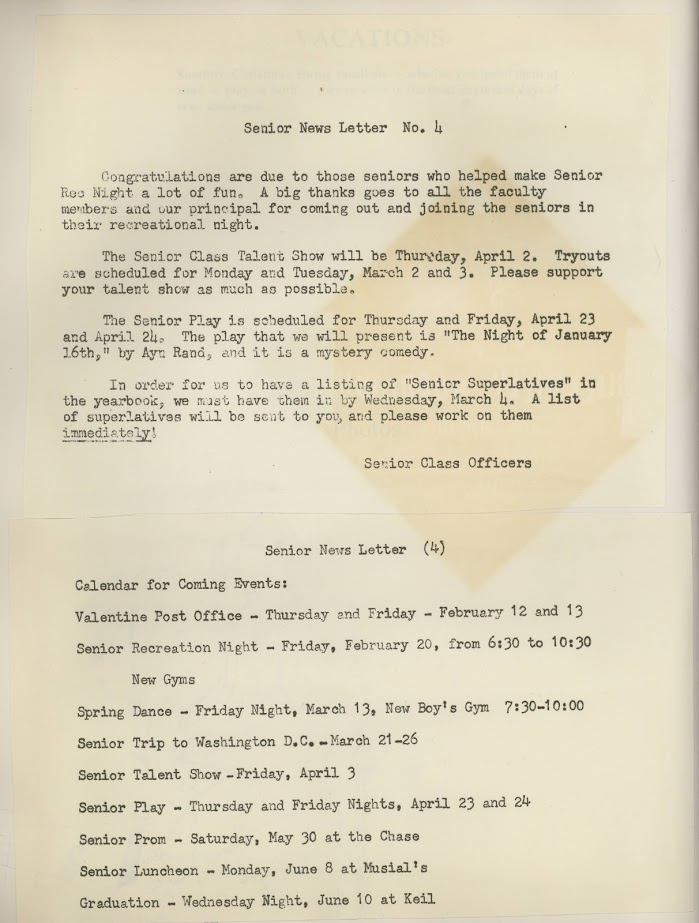 VACATIONS
Senior News Letter No. 4
Congratulations are due to those seniors who helped make Senior
Rec Night a lot of fun. A big thanks goes to all the faculty
members and our principal for coming out and joining the seniors in
their recreational night.
The Senior Class Talent Show will be Thursday, April 2. Tryouts
are scheduled for Monday and Tuesday, March 2 and 3. Please support
your talent show as much as possible.
The Senior Play is scheduled for Thursday and Friday, April 23
and April 24. The play that we will present is "The Night of January
16th," by Ayn Rand, and it is a mystery comedy.
In order for us to have a listing of "Senior Superlatives" in
the yearbook, we must have them in by Wednesday, March 4. A list
of superlatives will be sent to you, and please work on them
immediately!
Senior Class Officers
Senior News Letter (4)
Calendar for Coming Events:
Valentine Post Office - Thursday and Friday - February 12 and 13
Senior Recreation Night - Friday, February 20, from 6:30 to 10:30
New Gyms
Spring Dance - Friday Night, March 13, New Boy's Gym 7:30-10:00
Senior Trip to Washington D.C. - March 21-26
Senior Talent Show - Friday, April 3
Senior Play - Thursday and Friday Nights, April 23 and 24
Senior Prom - Saturday, May 30 at the Chase
Senior Luncheon - Monday, June 8 at Musial's
Graduation - Wednesday Night, June 10 at Keil